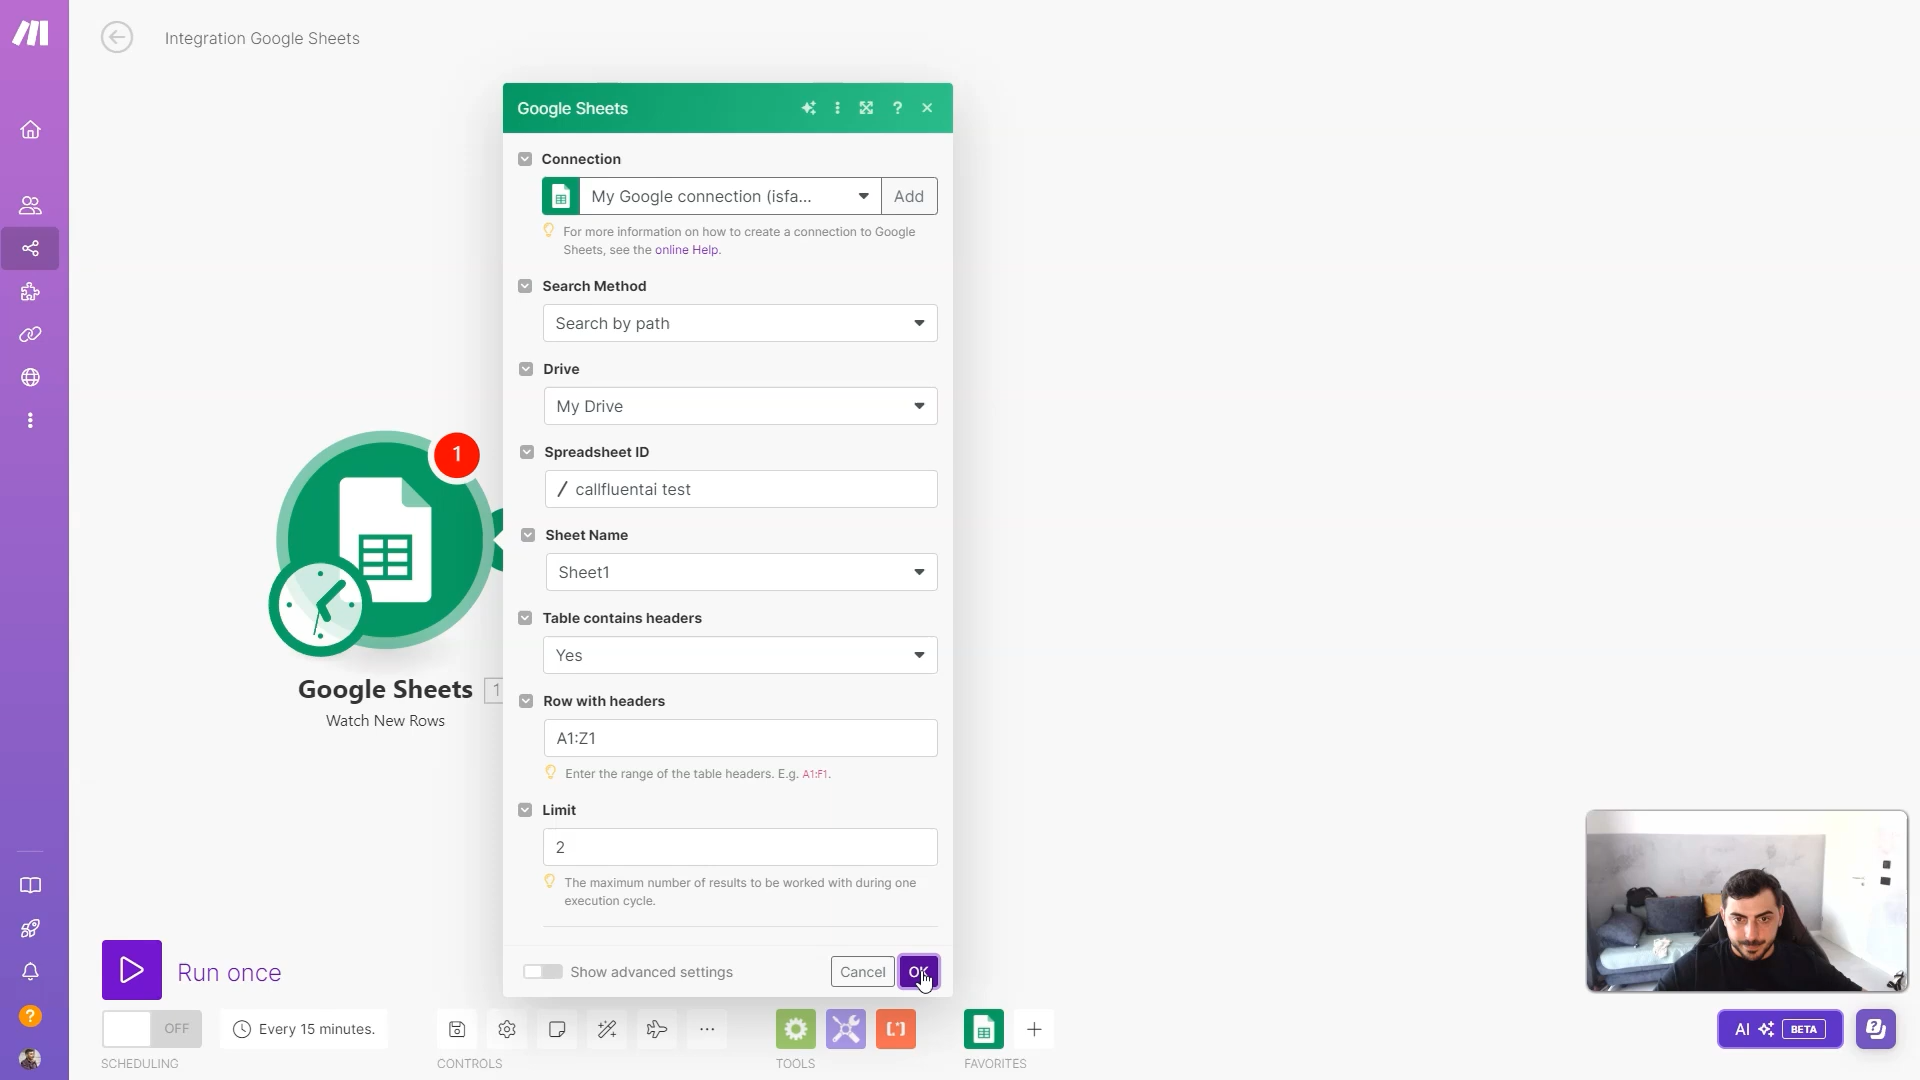 Integration Google Sheets
Google Sheets
?
Connection
My Google connection (isfa...
Add
For more information on how to create a connection to Google
Sheets, see the online Help.
Search Method
Search by path
Drive
My Drive
Spreadsheet ID
/ callfluentai test
Sheet Name
Sheet1
Table contains headers
Yes
Row with headers
A1:Z1
Enter the range of the table headers. E.g. A1:F1.
Limit
2
The maximum number of results to be worked with during one
execution cycle.
Show advanced settings
Cancel
OK
1
Google Sheets
1
Watch New Rows
Run once
OFF
Every 15 minutes.
SCHEDULING
CONTROLS
TOOLS
FAVORITES
AI
BETA
?